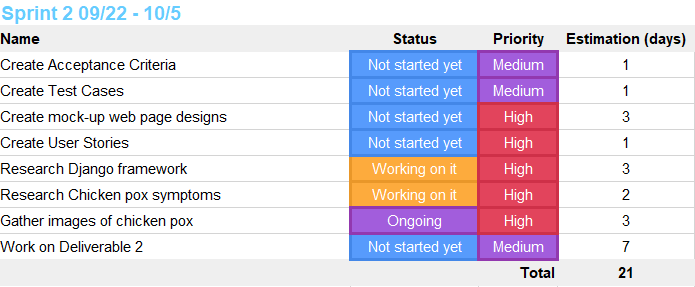 Sprint 2 09/22 - 10/5
Name Status Priority Estimation (days)
Create Acceptance Criteria Not started yet Medium 1
Create Test Cases Not started yet Medium 1
Create mock-up web page designs Not started yet High 3
Create User Stories Not started yet High 1
Research Django framework Working on it High 3
Research Chicken pox symptoms Working on it High 2
Gather images of chicken pox Ongoing High 3
Work on Deliverable 2 Not started yet Medium 7
Total 21